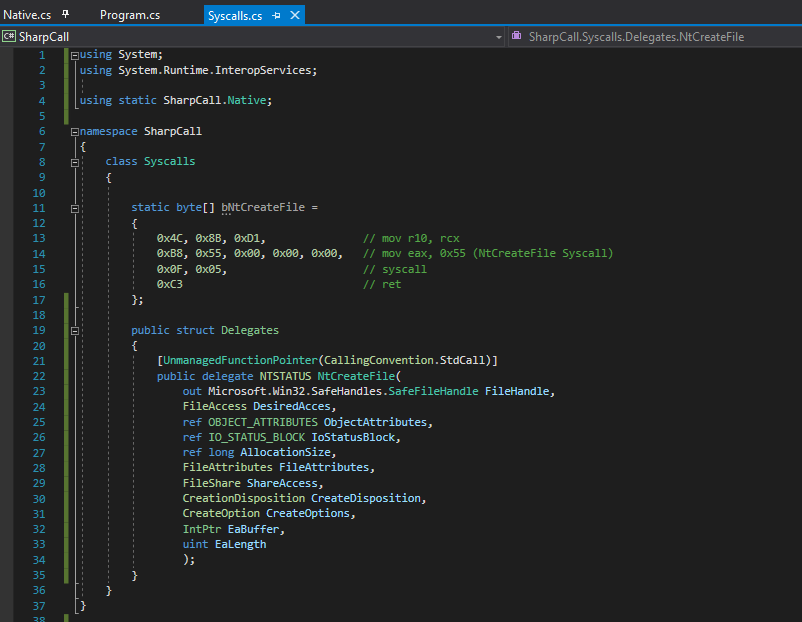 Native.cs Program.cs Syscalls.cs
C# SharpCall SharpCall.Syscalls.Delegates.NtCreateFile
1 using System;
2 using System.Runtime.InteropServices;
3
4 using static SharpCall.Native;
5
6 namespace SharpCall
7 {
8 class Syscalls
9 {
10
11 static byte[] bNtCreateFile =
12 {
13 0x4C, 0x8B, 0xD1, // mov r10, rcx
14 0xB8, 0x55, 0x00, 0x00, 0x00, // mov eax, 0x55 (NtCreateFile Syscall)
15 0x0F, 0x05, // syscall
16 0xC3 // ret
17 };
18
19 public struct Delegates
20 {
21 [UnmanagedFunctionPointer(CallingConvention.StdCall)]
22 public delegate NTSTATUS NtCreateFile(
23 out Microsoft.Win32.SafeHandles.SafeFileHandle FileHandle,
24 FileAccess DesiredAcces,
25 ref OBJECT_ATTRIBUTES ObjectAttributes,
26 ref IO_STATUS_BLOCK IoStatusBlock,
27 ref long AllocationSize,
28 FileAttributes FileAttributes,
29 FileShare ShareAccess,
30 CreationDisposition CreateDisposition,
31 CreateOption CreateOptions,
32 IntPtr EaBuffer,
33 uint EaLength
34 );
35 }
36 }
37 }
38